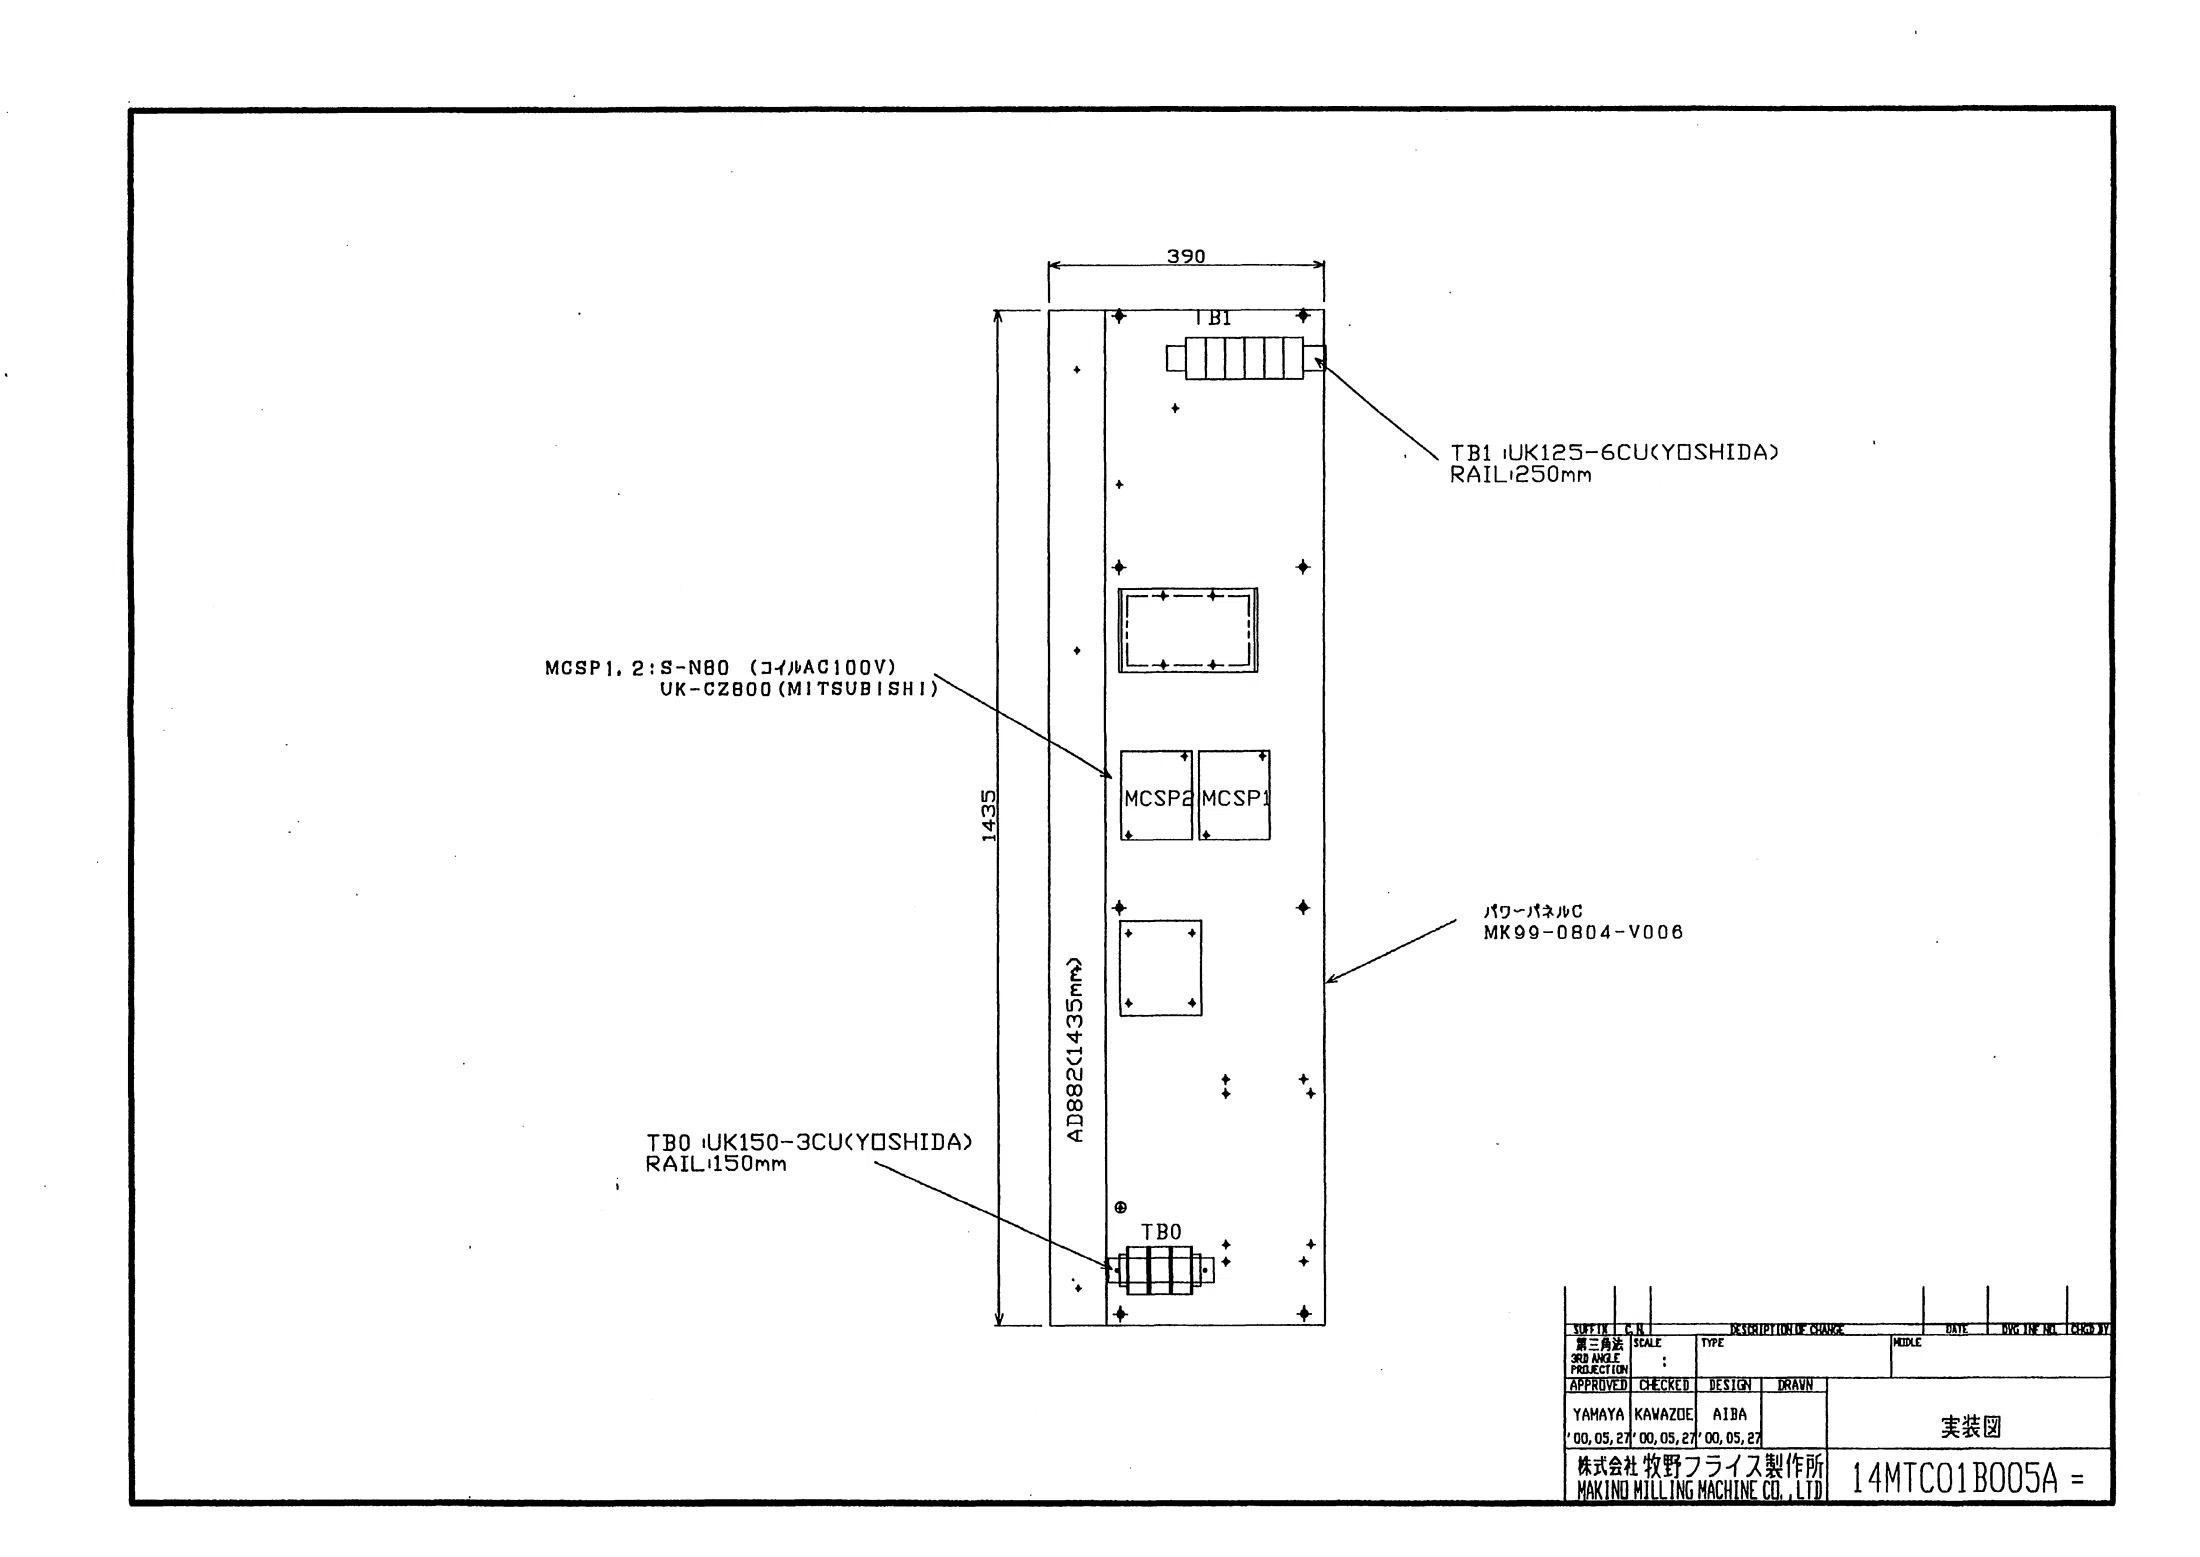 390
TB1
TB1:UK125-6CU(YOSHIDA)
RAIL:250mm
MCSP1,2:S-N80 (コイルAC100V)
UK-CZ800(MITSUBISHI)
MCSP2
MCSP1
1435
パワーパネルC
MK99-0804-V006
AD882(1435mm)
TB0:UK150-3CU(YOSHIDA)
RAIL:150mm
TB0
SUFFIX C.N. DESCRIPTION OF CHANGE DATE DWG INF NO. CHGD BY
第三角法 SCALE TYPE MODLE
3RD ANGLE :
PROJECTION
APPROVED CHECKED DESIGN DRAWN
YAMAYA KAWAZOE AIBA
'00,05,27 '00,05,27 '00,05,27
実装図
株式会社 牧野フライス製作所
MAKINO MILLING MACHINE CO.,LTD
14MTC01B005A =